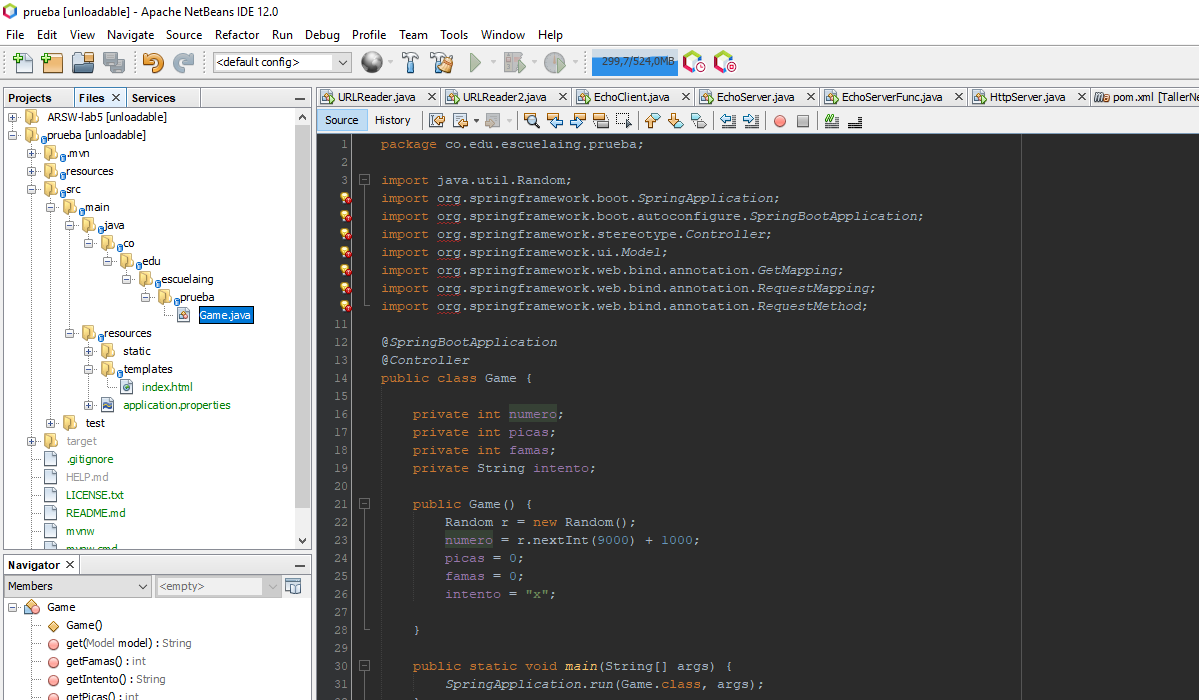 prueba [unloadable] - Apache NetBeans IDE 12.0
File Edit View Navigate Source Refactor Run Debug Profile Team Tools Window Help
<default config>
299,7/524,0MB
Projects Files Services
ARSW-lab5 [unloadable]
prueba [unloadable]
.mvn
resources
src
main
java
co
edu
escuelaing
prueba
Game.java
resources
static
templates
index.html
application.properties
test
target
.gitignore
HELP.md
LICENSE.txt
README.md
mvnw
mvnw.cmd
Navigator
Members <empty>
Game
Game()
get(Model model) : String
getFamas() : int
getIntento() : String
getPicas() : int
URLReader.java URLReader2.java EchoClient.java EchoServer.java EchoServerFunc.java HttpServer.java pom.xml [TallerNe
Source History
1 package co.edu.escuelaing.prueba;
2
3 import java.util.Random;
import org.springframework.boot.SpringApplication;
import org.springframework.boot.autoconfigure.SpringBootApplication;
import org.springframework.stereotype.Controller;
import org.springframework.ui.Model;
import org.springframework.web.bind.annotation.GetMapping;
import org.springframework.web.bind.annotation.RequestMapping;
import org.springframework.web.bind.annotation.RequestMethod;
11
12 @SpringBootApplication
13 @Controller
14 public class Game {
15
16 private int numero;
17 private int picas;
18 private int famas;
19 private String intento;
20
21 public Game() {
22 Random r = new Random();
23 numero = r.nextInt(9000) + 1000;
24 picas = 0;
25 famas = 0;
26 intento = "x";
27
28 }
29
30 public static void main(String[] args) {
31 SpringApplication.run(Game.class, args);